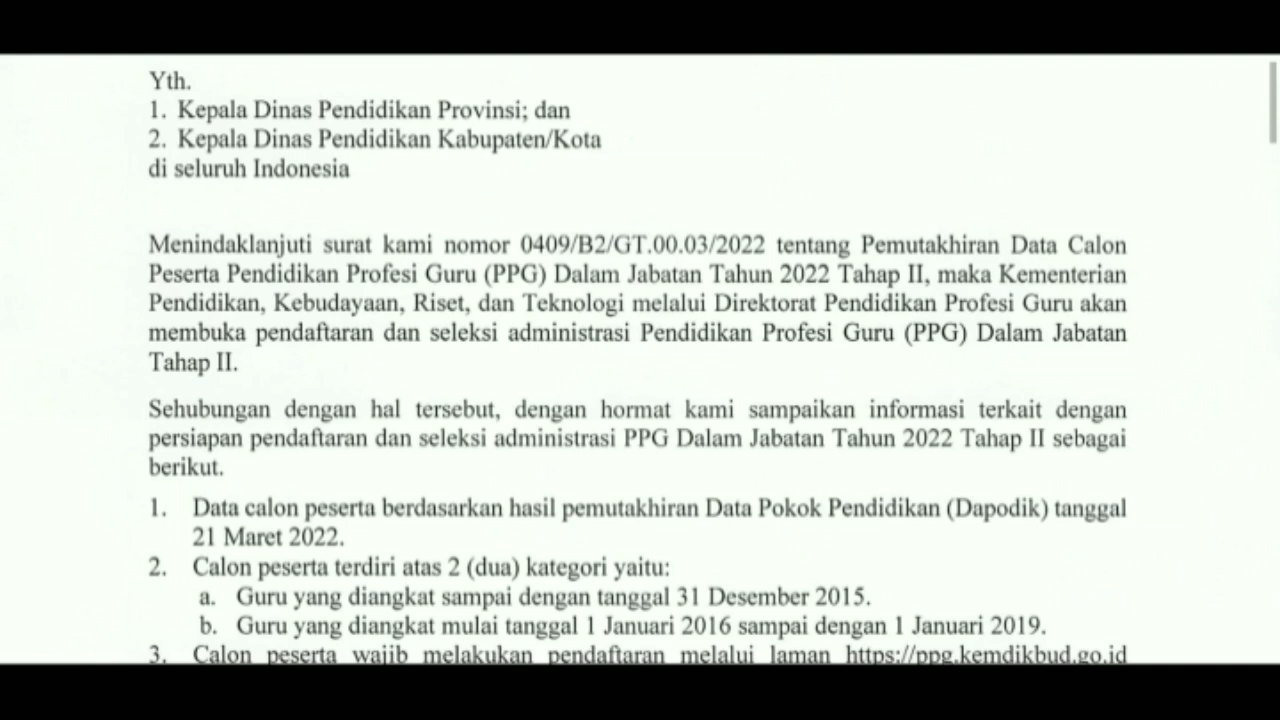 Yth.
1. Kepala Dinas Pendidikan Provinsi; dan
2. Kepala Dinas Pendidikan Kabupaten/Kota
di seluruh Indonesia
Menindaklanjuti surat kami nomor 0409/B2/GT.00.03/2022 tentang Pemutakhiran Data Calon
Peserta Pendidikan Profesi Guru (PPG) Dalam Jabatan Tahun 2022 Tahap II, maka Kementerian
Pendidikan, Kebudayaan, Riset, dan Teknologi melalui Direktorat Pendidikan Profesi Guru akan
membuka pendaftaran dan seleksi administrasi Pendidikan Profesi Guru (PPG) Dalam Jabatan
Tahap II.
Sehubungan dengan hal tersebut, dengan hormat kami sampaikan informasi terkait dengan
persiapan pendaftaran dan seleksi administrasi PPG Dalam Jabatan Tahun 2022 Tahap II sebagai
berikut.
1. Data calon peserta berdasarkan hasil pemutakhiran Data Pokok Pendidikan (Dapodik) tanggal
21 Maret 2022.
2. Calon peserta terdiri atas 2 (dua) kategori yaitu:
a. Guru yang diangkat sampai dengan tanggal 31 Desember 2015.
b. Guru yang diangkat mulai tanggal 1 Januari 2016 sampai dengan 1 Januari 2019.
3. Calon peserta wajib melakukan pendaftaran melalui laman https://ppg.kemdikbud.go.id